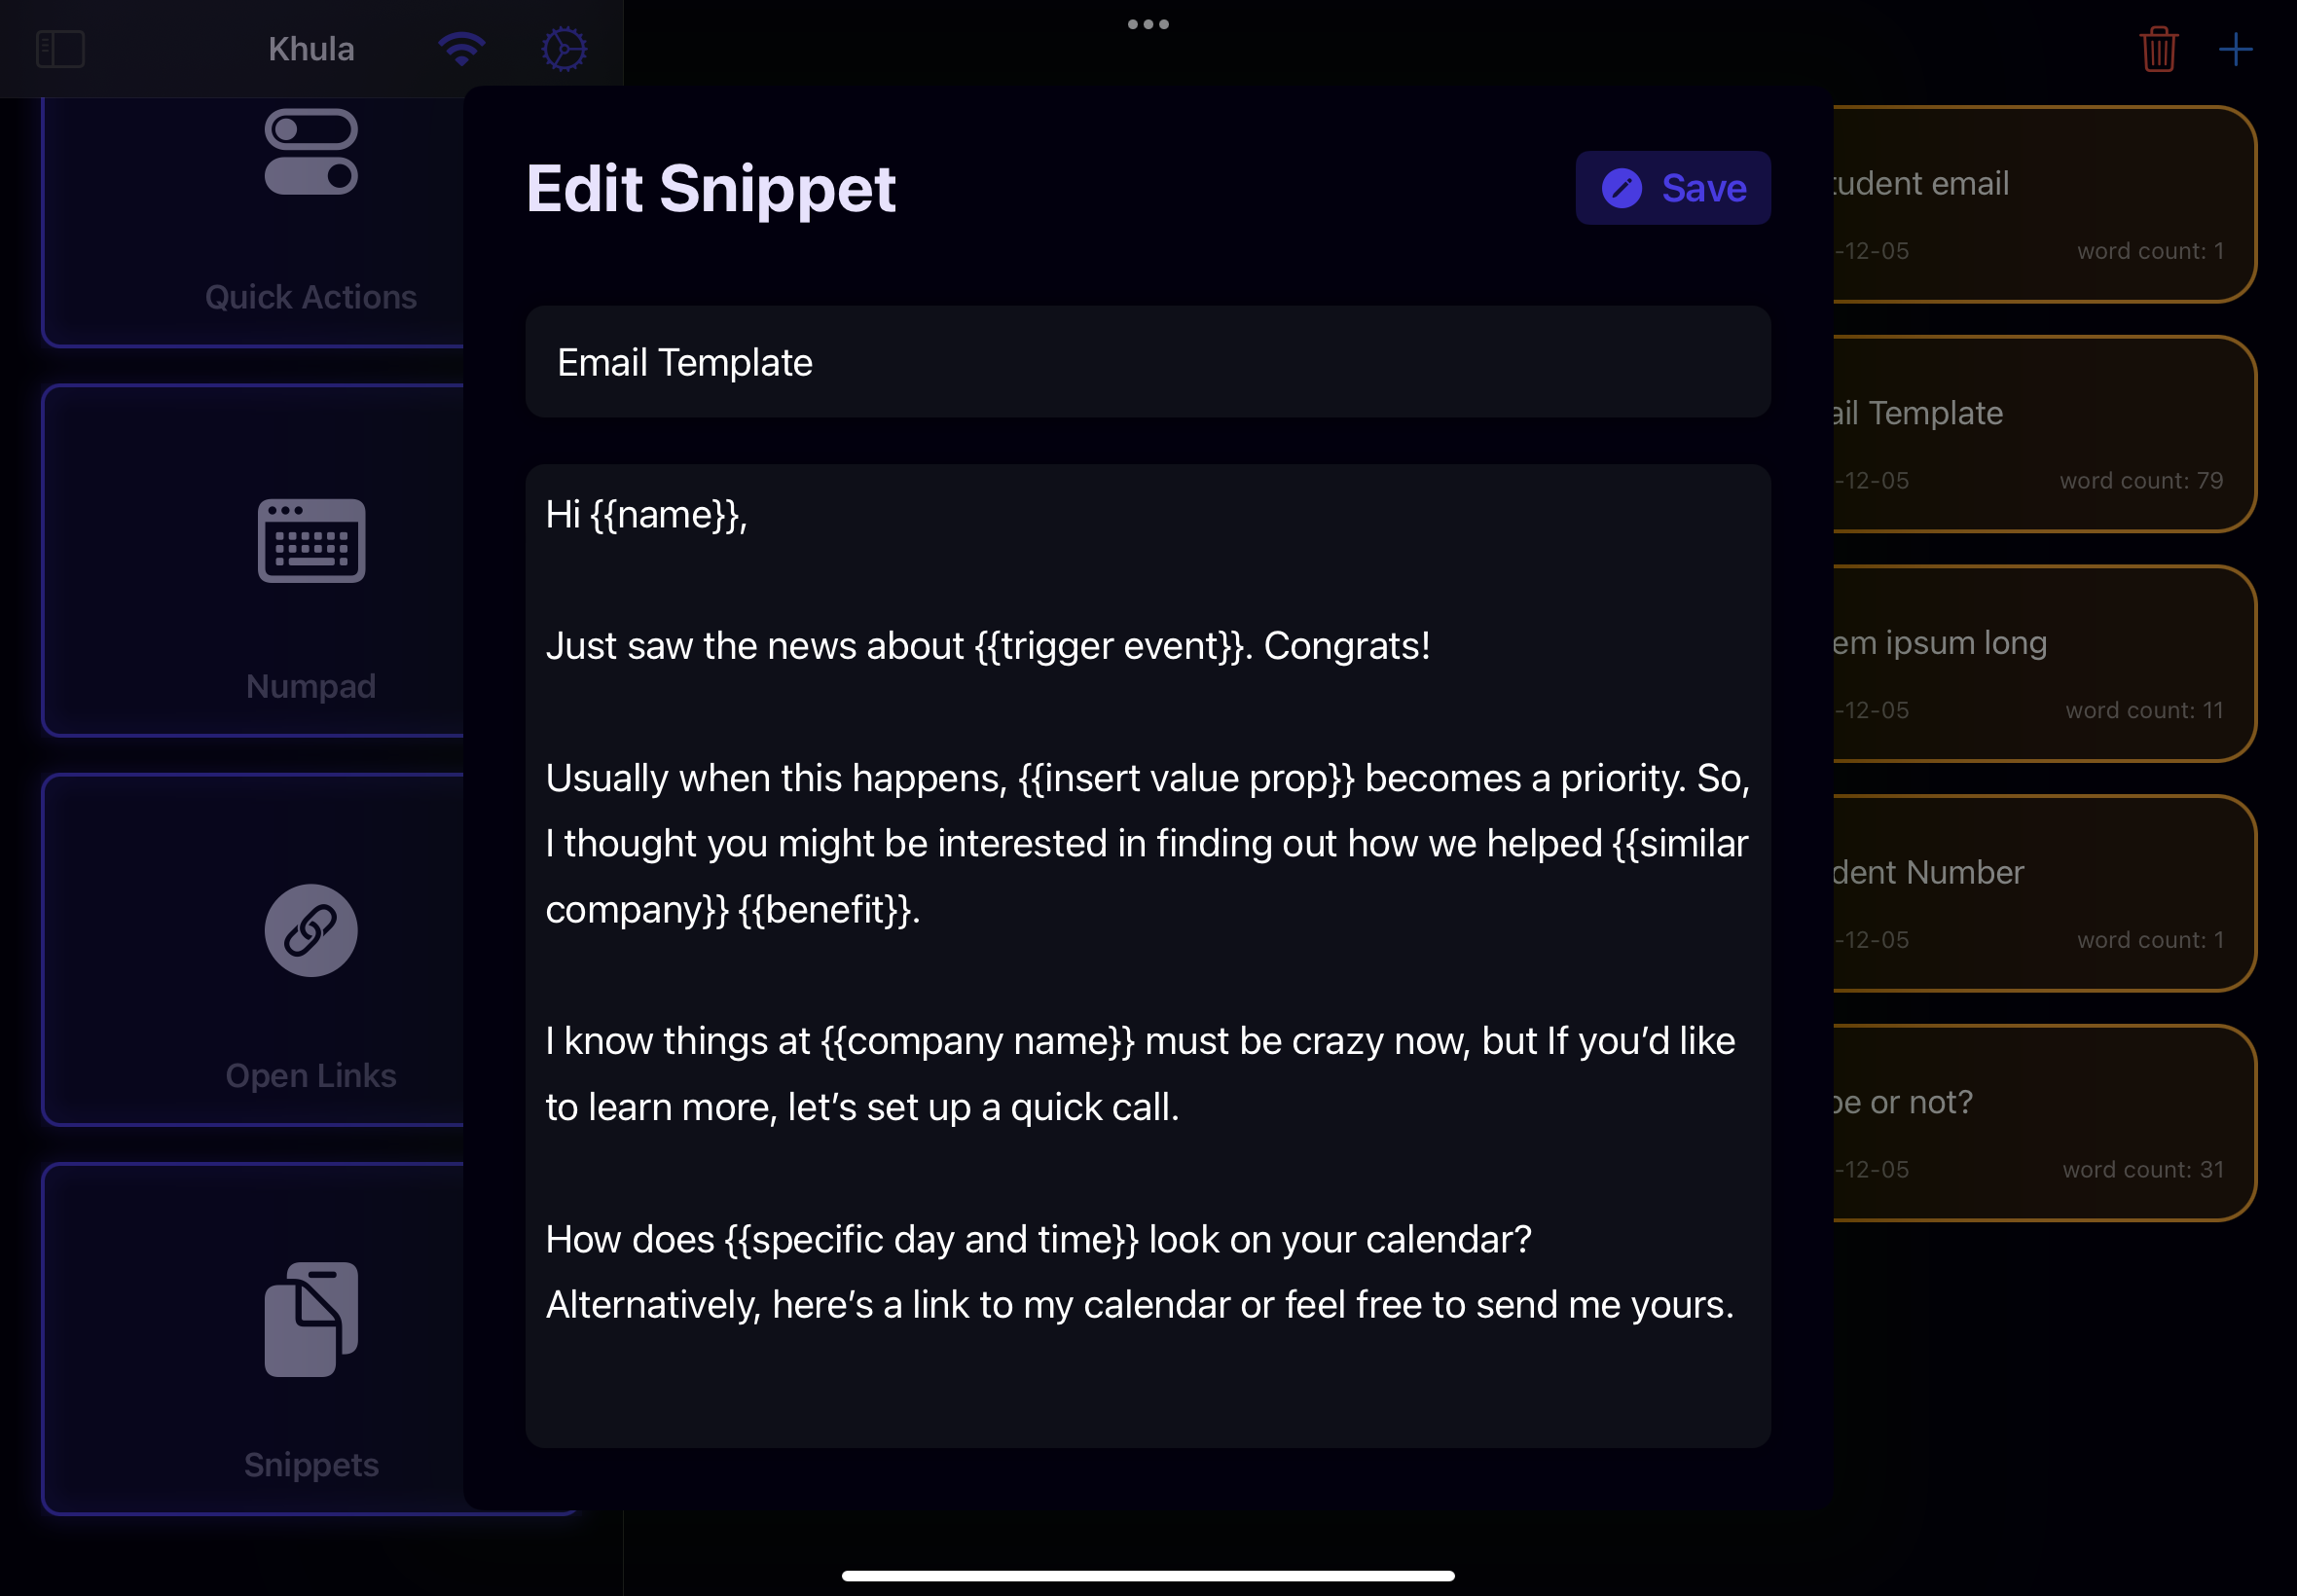 Khula
Quick Actions
Numpad
Open Links
Snippets
Edit Snippet
Save
Email Template
Hi {{name}},
Just saw the news about {{trigger event}}. Congrats!
Usually when this happens, {{insert value prop}} becomes a priority. So,
I thought you might be interested in finding out how we helped {{similar
company}} {{benefit}}.
I know things at {{company name}} must be crazy now, but If you’d like
to learn more, let’s set up a quick call.
How does {{specific day and time}} look on your calendar?
Alternatively, here’s a link to my calendar or feel free to send me yours.
email
-12-05 word count: 1
Template
-12-05 word count: 79
ipsum long
-12-05 word count: 11
Number
-12-05 word count: 1
or not?
-12-05 word count: 31